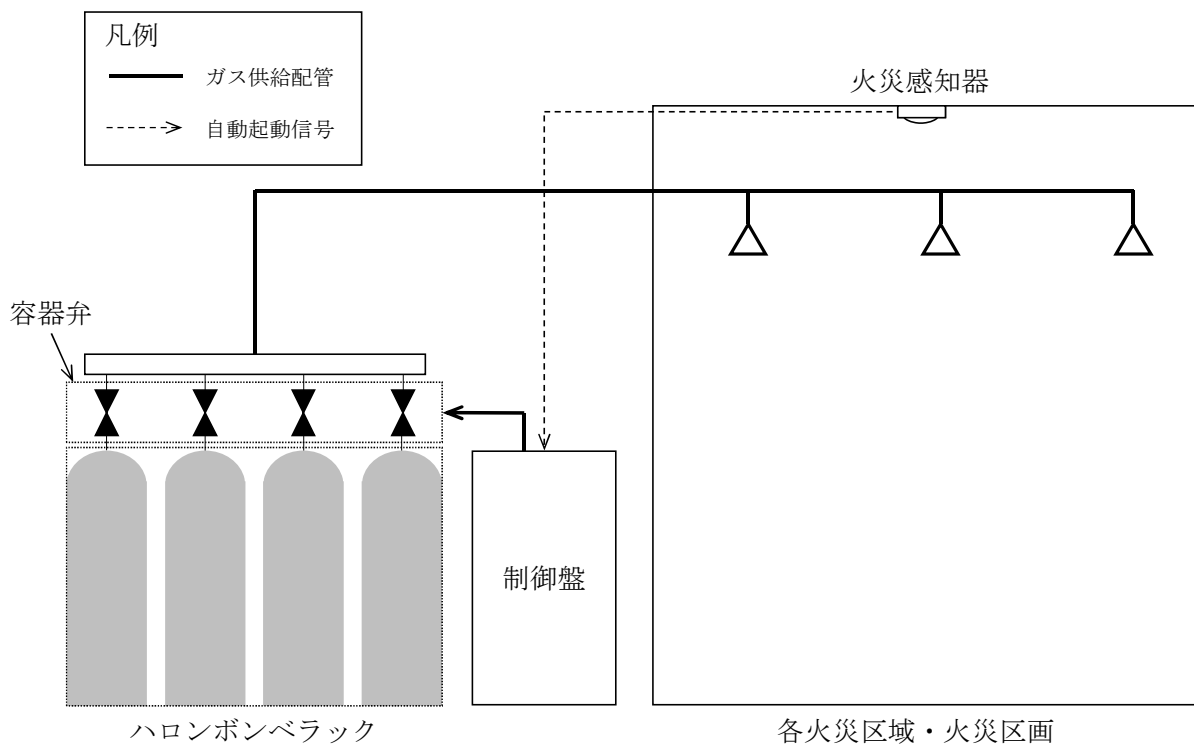 凡例
ガス供給配管
自動起動信号
火災感知器
容器弁
制御盤
ハロンボンベラック
各火災区域・火災区画